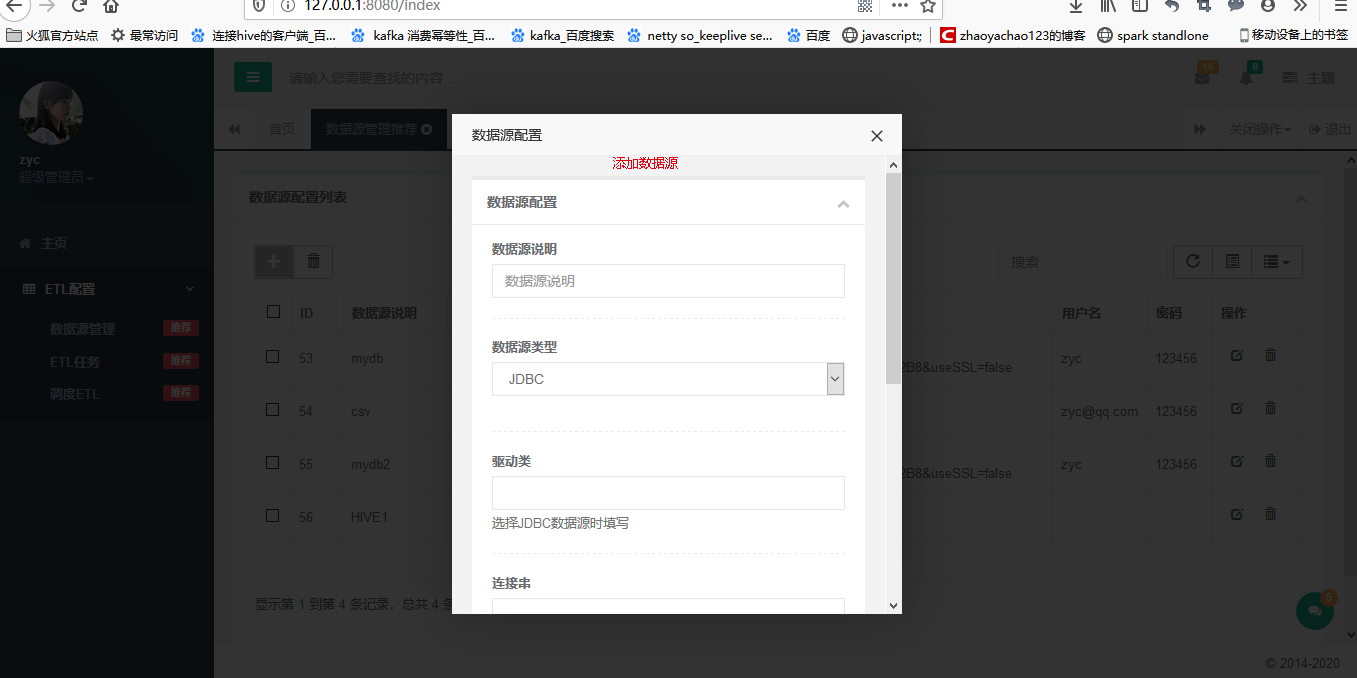 127.0.0.1:8080/index
火狐官方站点 最常访问 连接hive的客户端_百... kafka 消费幂等性_百... kafka_百度搜索 netty so_keeplive se... 百度 javascript:; zhaoyachao123的博客 spark standlone 移动设备上的书签
请输入您需要查找的内容 ... 16 8 主题
首页 数据源管理推荐 关闭操作 退出
zyc
超级管理员
主页
ETL配置
数据源管理 推荐
ETL任务 推荐
调度ETL 推荐
数据源配置列表
搜索
ID 数据源说明 用户名 密码 操作
53 mydb 2B8&useSSL=false zyc 123456
54 csv zyc@qq.com 123456
55 mydb2 2B8&useSSL=false zyc 123456
56 HIVE1
显示第 1 到第 4 条记录，总共 4 条
数据源配置
添加数据源
数据源配置
数据源说明
数据源说明
数据源类型
JDBC
驱动类
选择JDBC数据源时填写
连接串
5
© 2014-2020